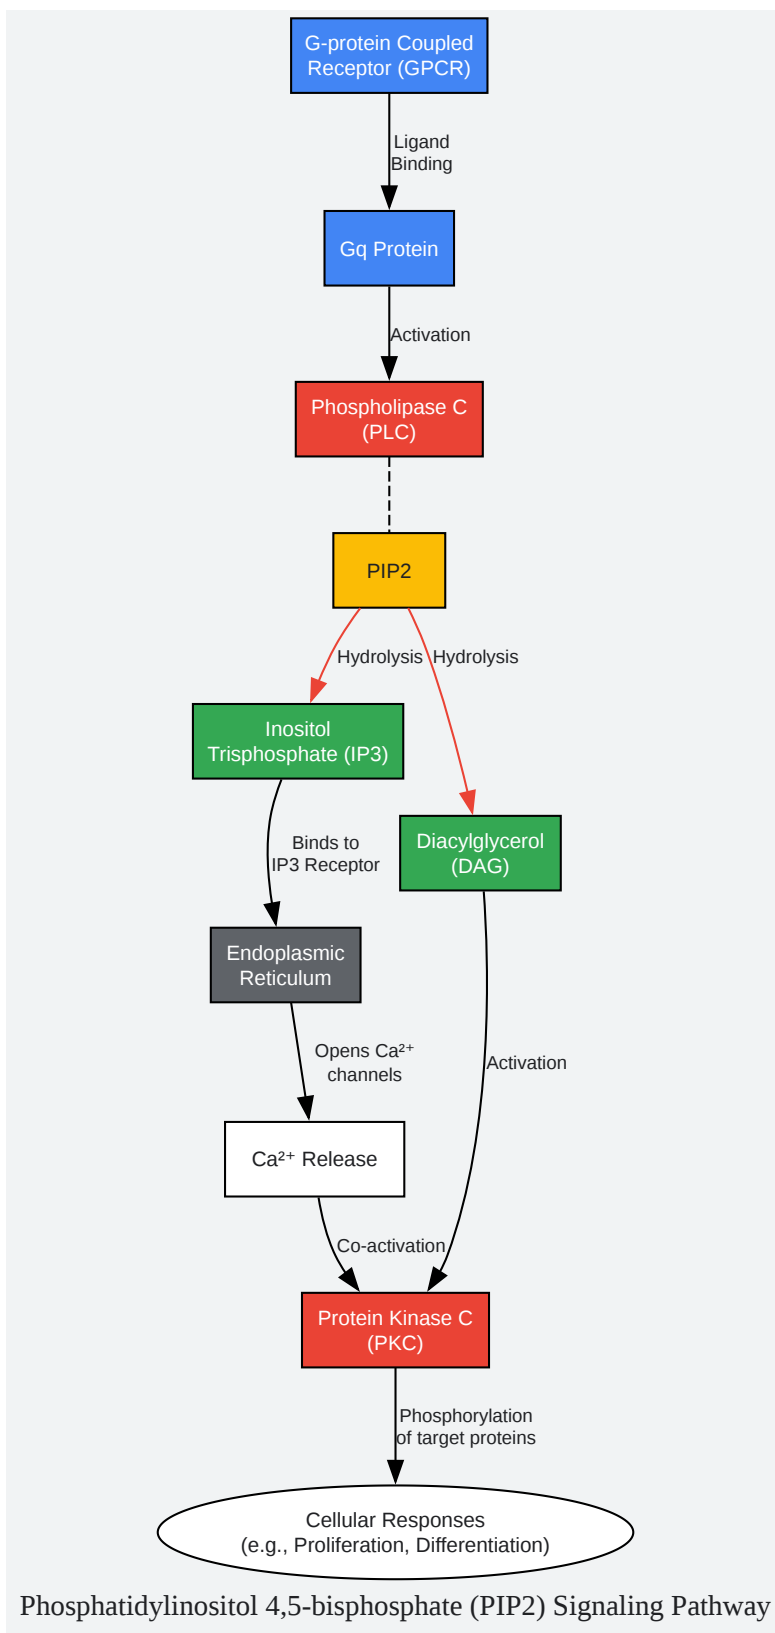 G-protein Coupled
Receptor (GPCR)
Ligand
Binding
Gq Protein
Activation
Phospholipase C
(PLC)
PIP2
Hydrolysis
Hydrolysis
Inositol
Trisphosphate (IP3)
Diacylglycerol
(DAG)
Binds to
IP3 Receptor
Endoplasmic
Reticulum
Opens Ca²⁺
channels
Activation
Ca²⁺ Release
Co-activation
Protein Kinase C
(PKC)
Phosphorylation
of target proteins
Cellular Responses
(e.g., Proliferation, Differentiation)
Phosphatidylinositol 4,5-bisphosphate (PIP2) Signaling Pathway